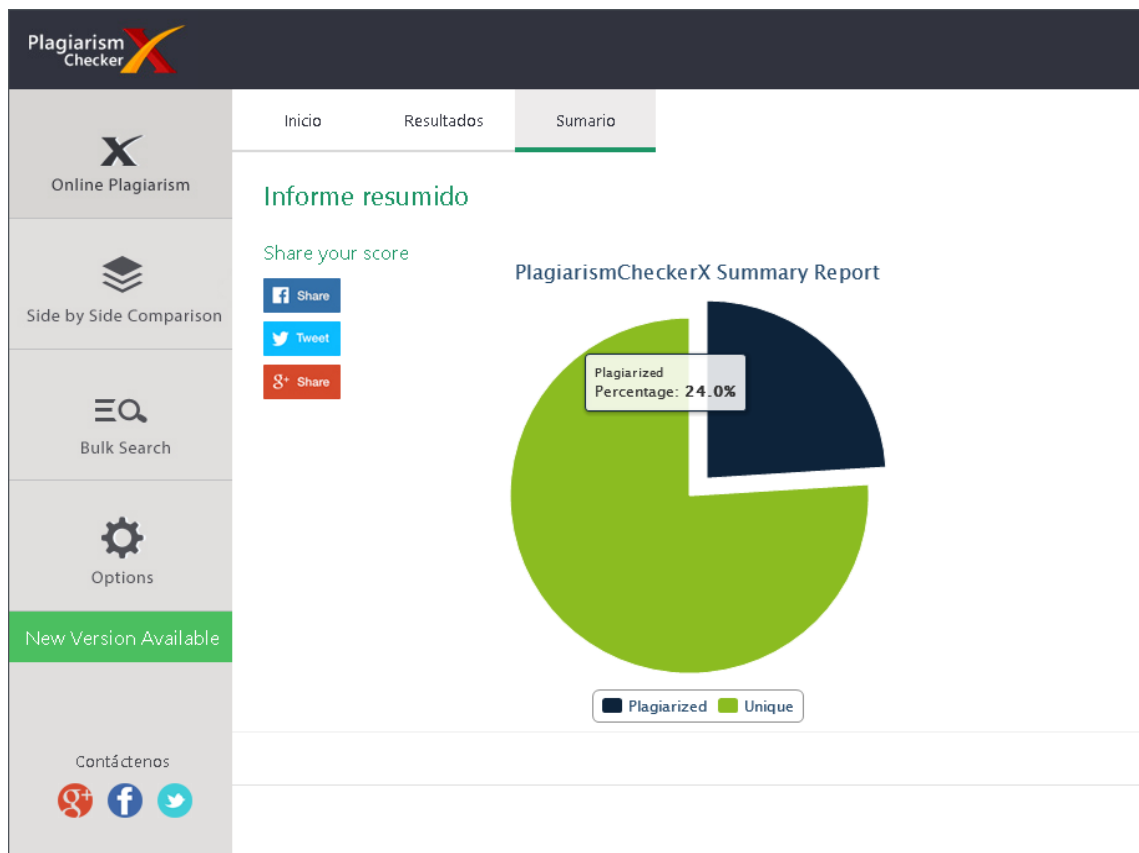 Plagiarism
Checker
Inicio
Resultados
Sumario
Online Plagiarism
Side by Side Comparison
Bulk Search
Options
New Version Available
Contáctenos
Informe resumido
Share your score
Share
Tweet
Share
PlagiarismCheckerX Summary Report
Plagiarized
Percentage: 24.0%
Plagiarized
Unique